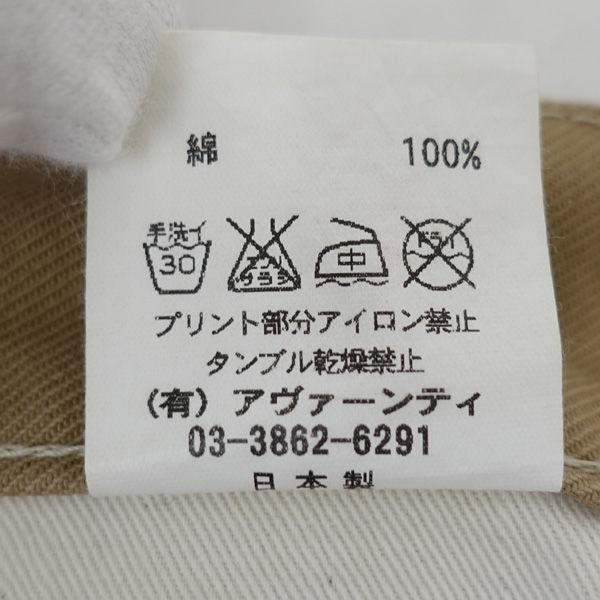 綿 100%
手洗イ
30 エンソ サラシ 中 ドライ
プリント部分アイロン禁止
タンブル乾燥禁止
（有）アヴァーンティ
03-3862-6291
日本製